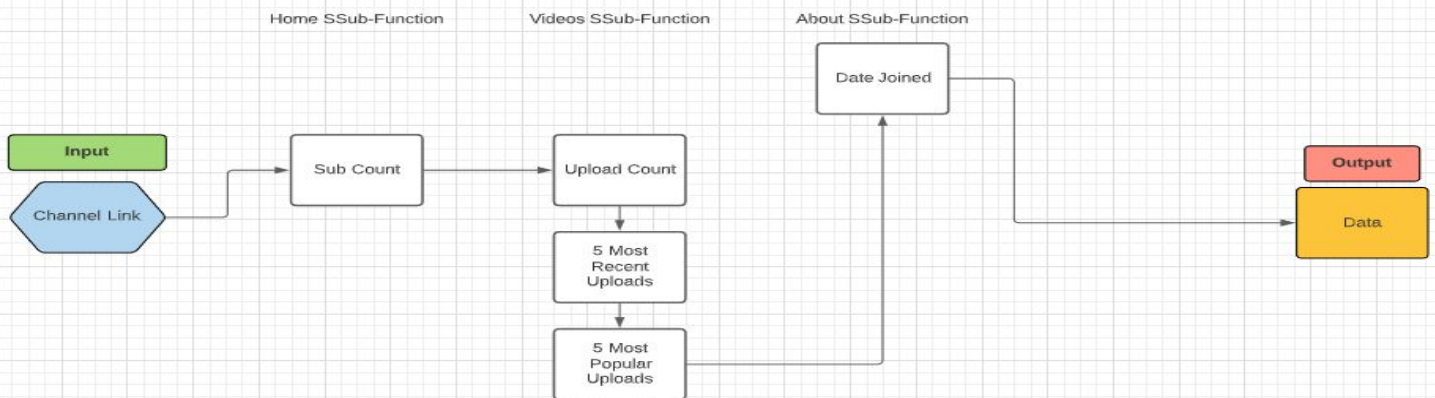 Home SSub-Function
Videos SSub-Function
About SSub-Function
Date Joined
Input
Channel Link
Sub Count
Upload Count
5 Most
Recent
Uploads
5 Most
Popular
Uploads
Output
Data